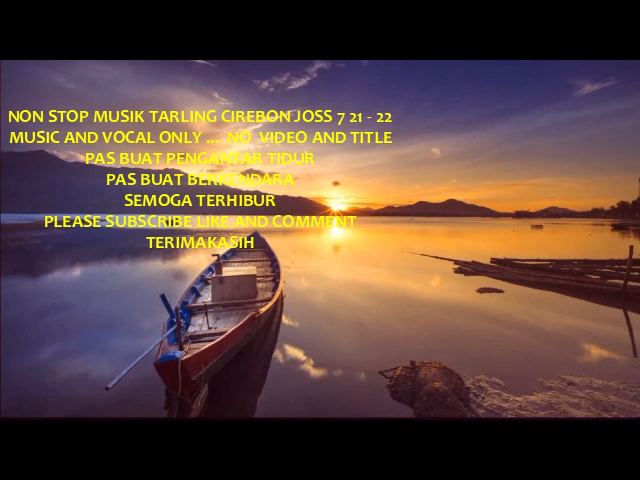 NON STOP MUSIK TARLING CIREBON JOSS 7 21 - 22
MUSIC AND VOCAL ONLY ... NO VIDEO AND TITLE
PAS BUAT PENGANTAR TIDUR
PAS BUAT BERKENDARA
SEMOGA TERHIBUR
PLEASE SUBSCRIBE LIKE AND COMMENT
TERIMAKASIH